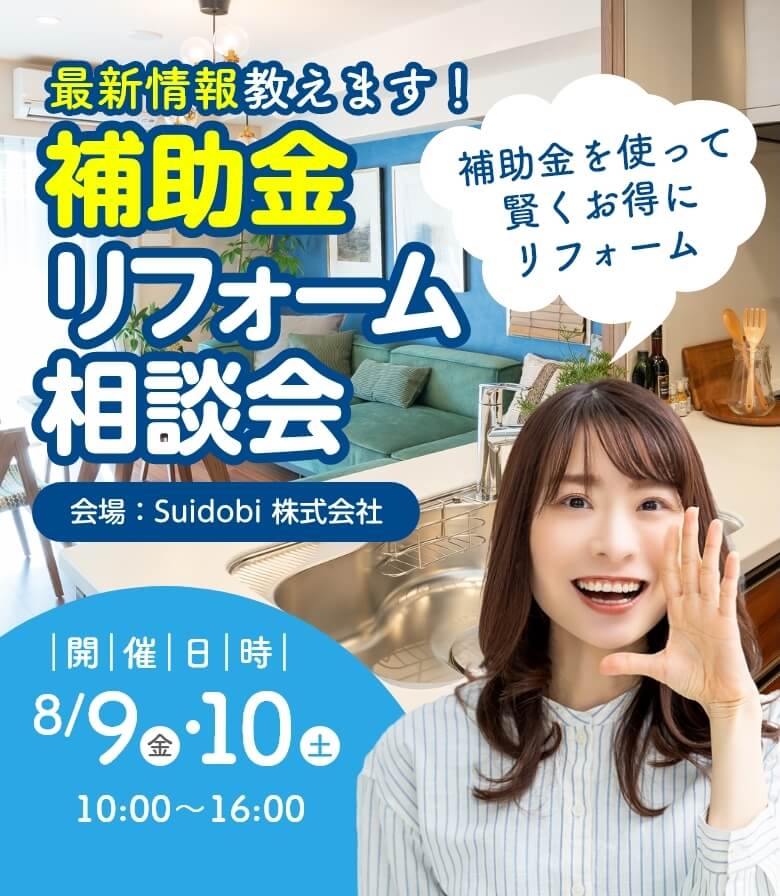 最新情報教えます！
補助金
リフォーム
相談会
補助金を使って
賢くお得に
リフォーム
会場：Suidobi 株式会社
開催日時
8/9金・10土
10:00～16:00